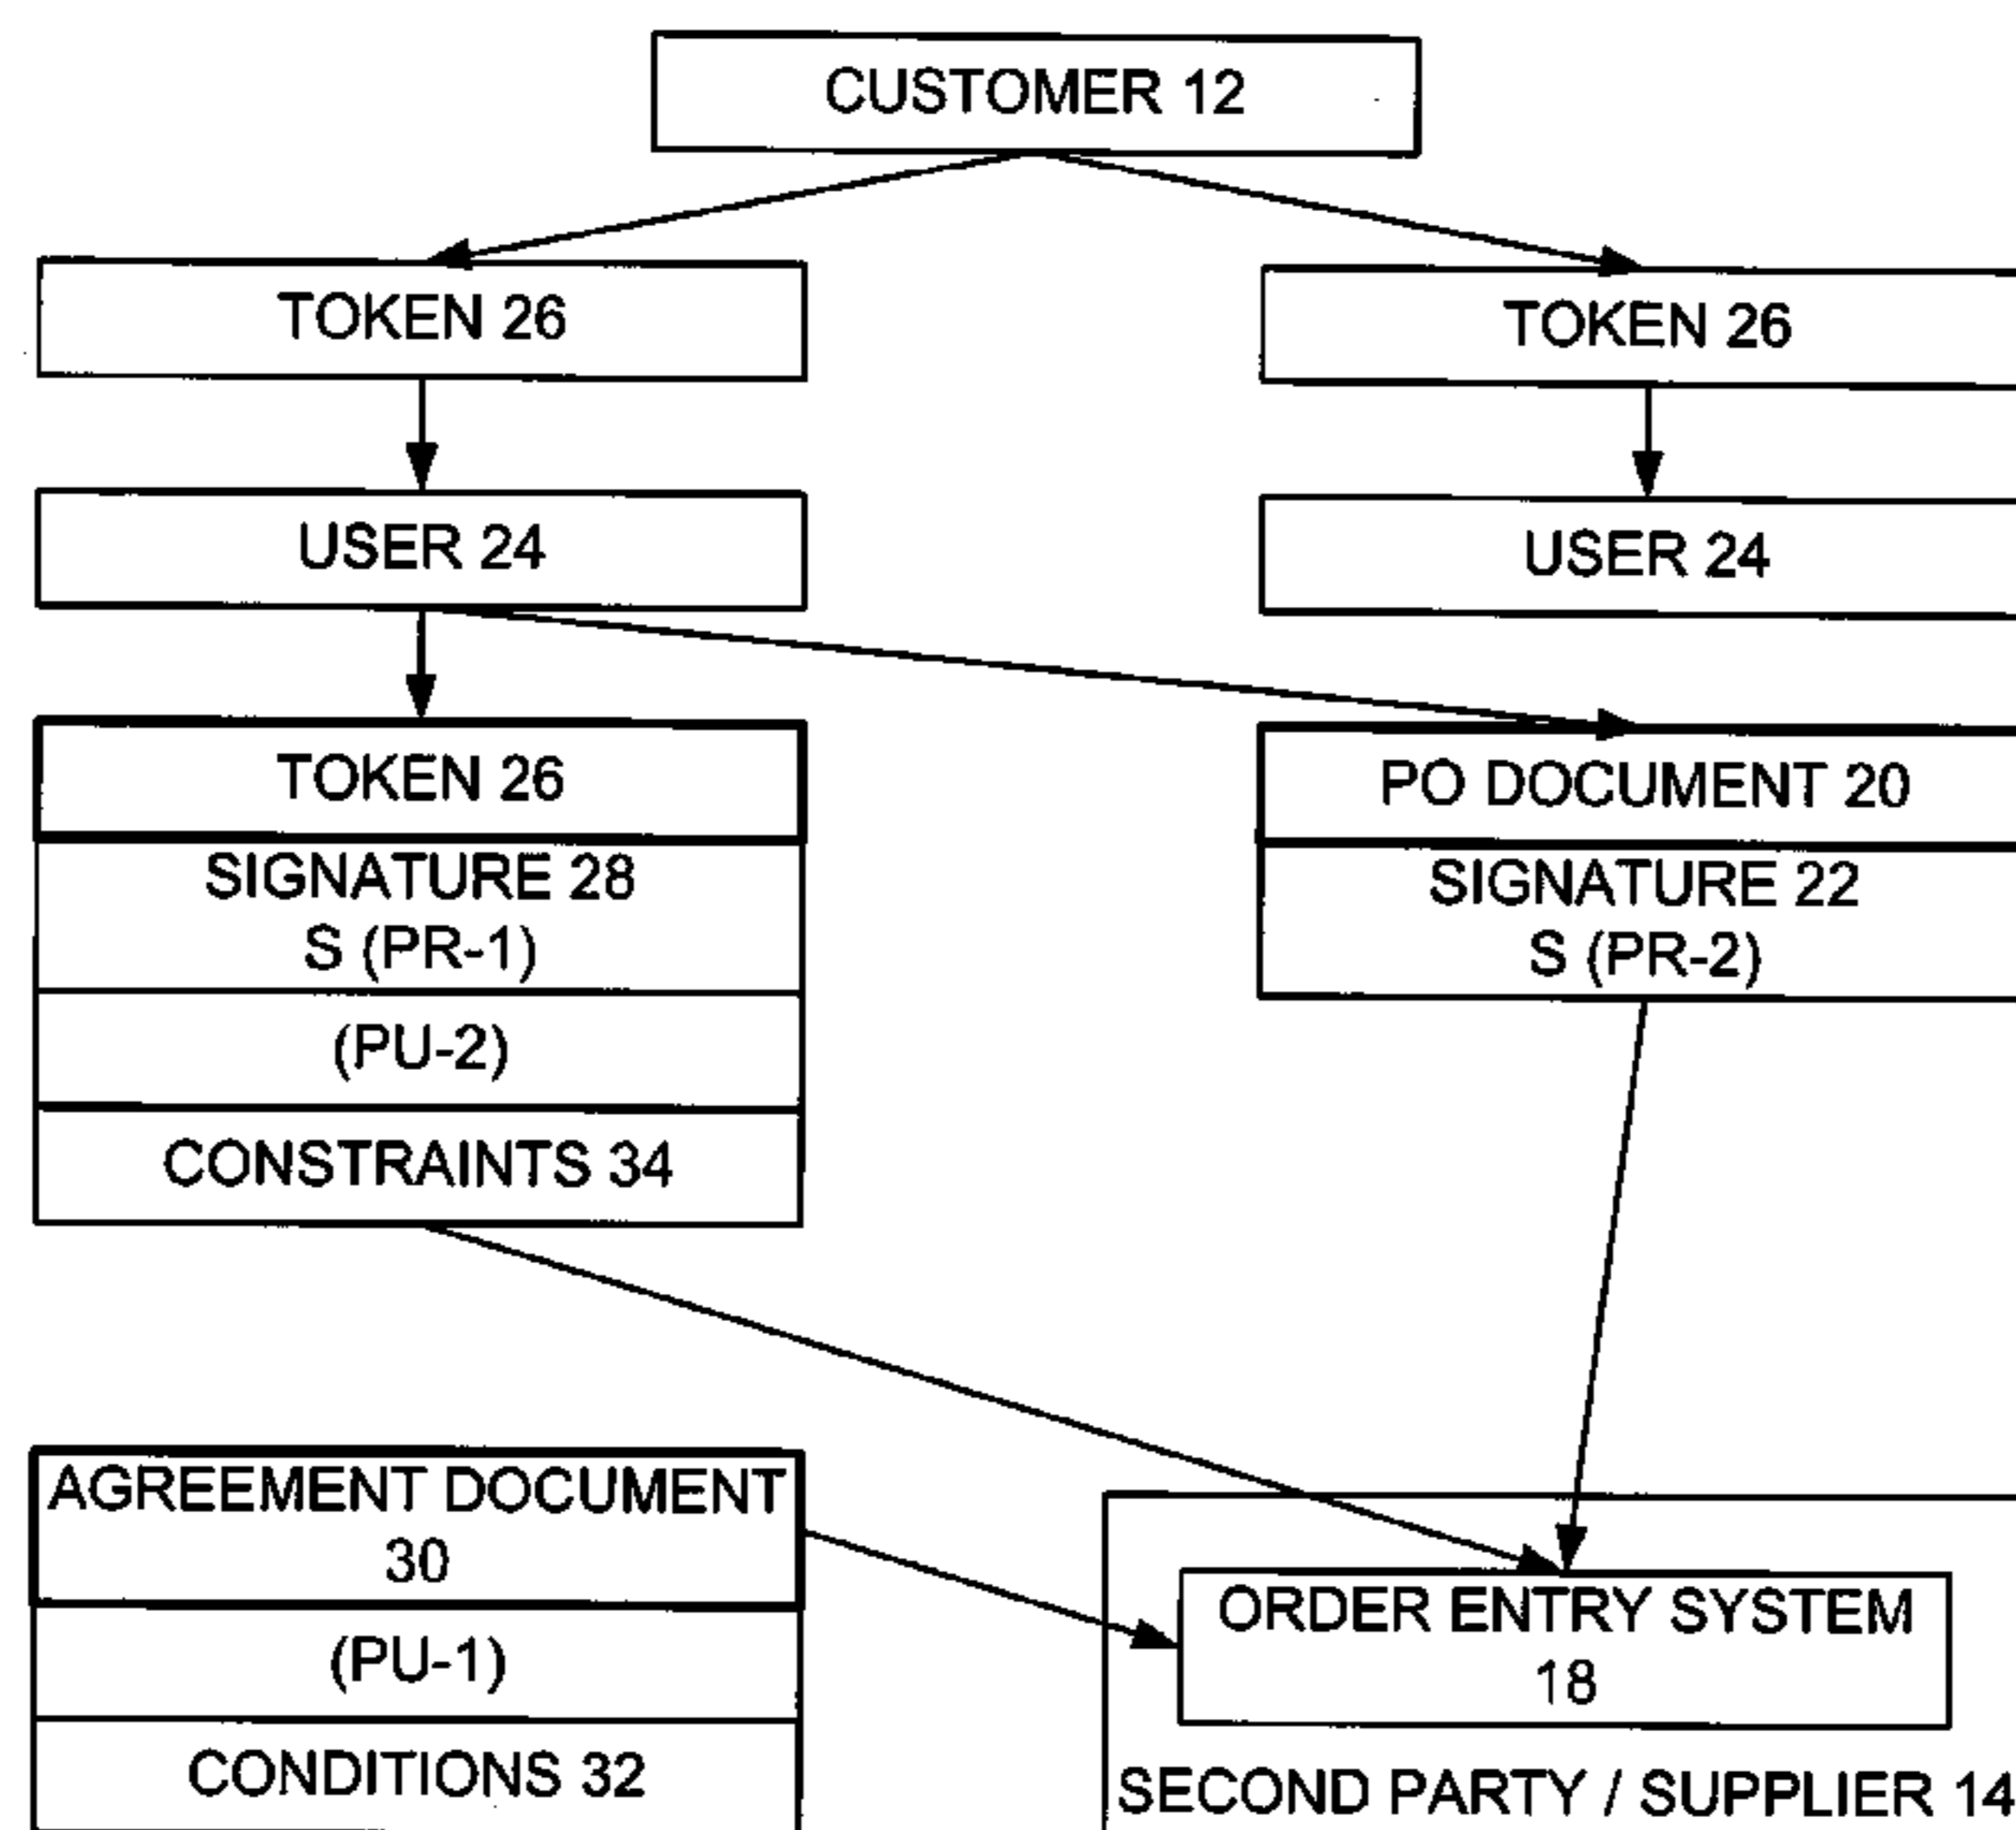 CUSTOMER 12
TOKEN 26
TOKEN 26
USER 24
USER 24
TOKEN 26
SIGNATURE 28
S (PR-1)
(PU-2)
CONSTRAINTS 34
PO DOCUMENT 20
SIGNATURE 22
S (PR-2)
AGREEMENT DOCUMENT
30
(PU-1)
CONDITIONS 32
ORDER ENTRY SYSTEM
18
SECOND PARTY / SUPPLIER 14